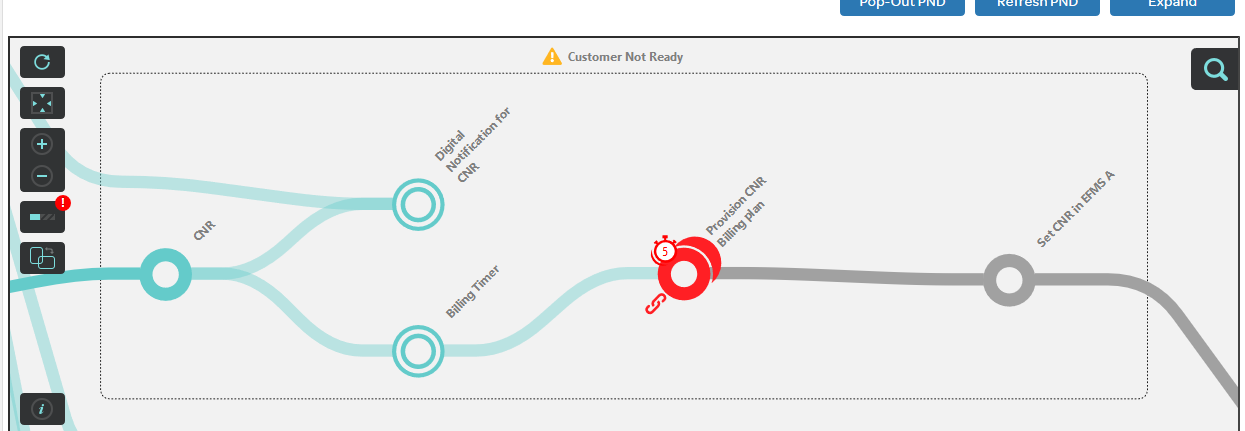 Pop-Out PND
Refresh PND
Expand
Customer Not Ready
Digital
Notification for
CNR
CNR
Billing Timer
Provision CNR
Billing plan
5
Set CNR in EFMS A
!
i